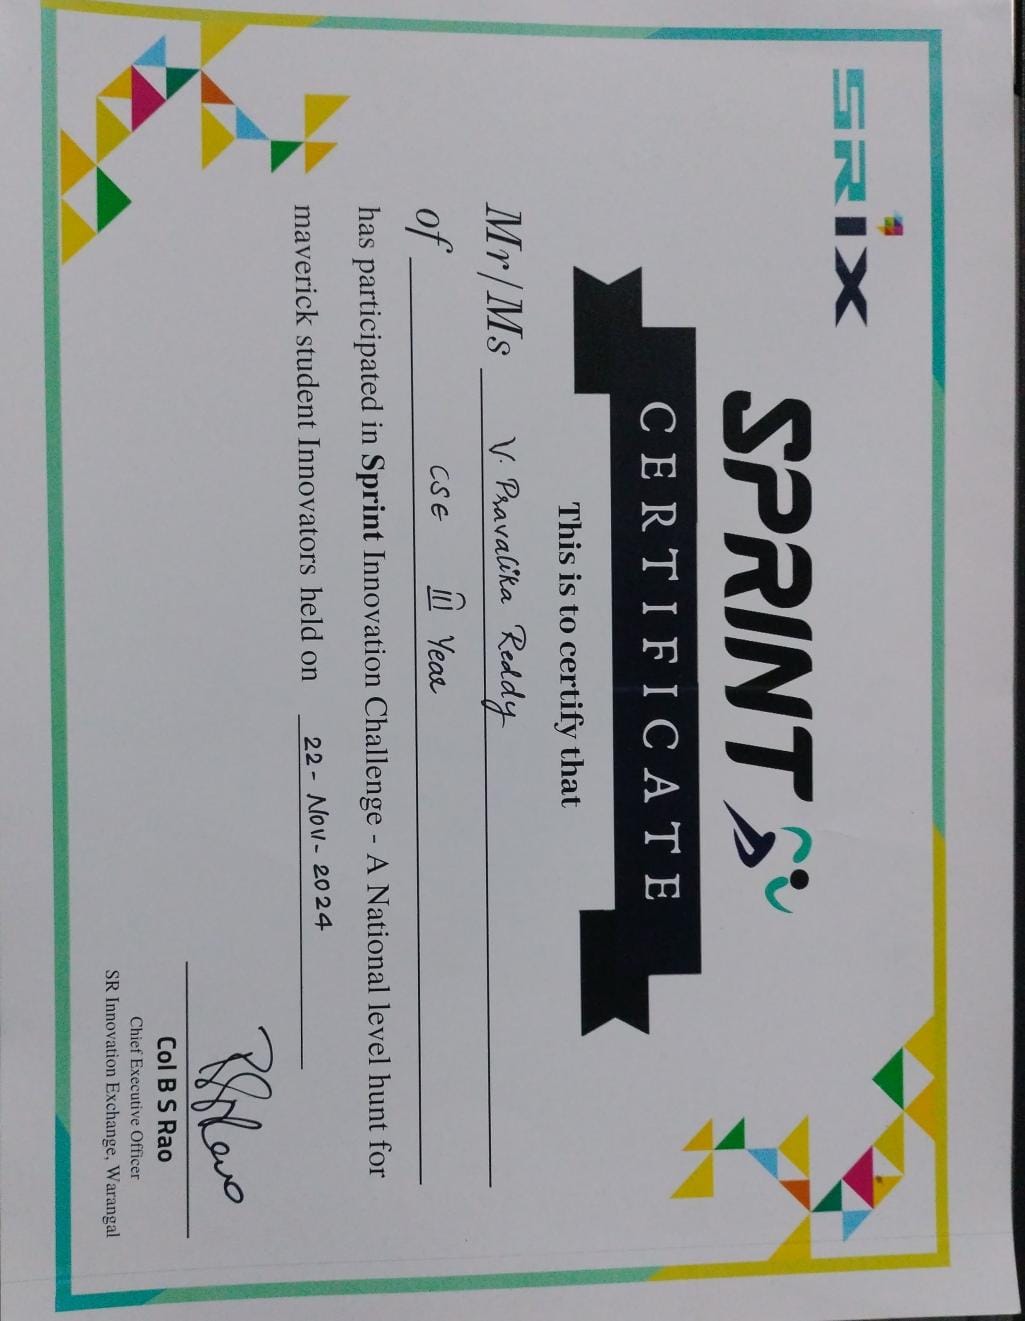 SRiX
SPRINT
CERTIFICATE
This is to certify that
Mr/Ms V. Pravalika Reddy
of CSE III Year
has participated in Sprint Innovation Challenge - A National level hunt for
maverick student Innovators held on 22-Nov-2024
Col B S Rao
Chief Executive Officer
SR Innovation Exchange, Warangal